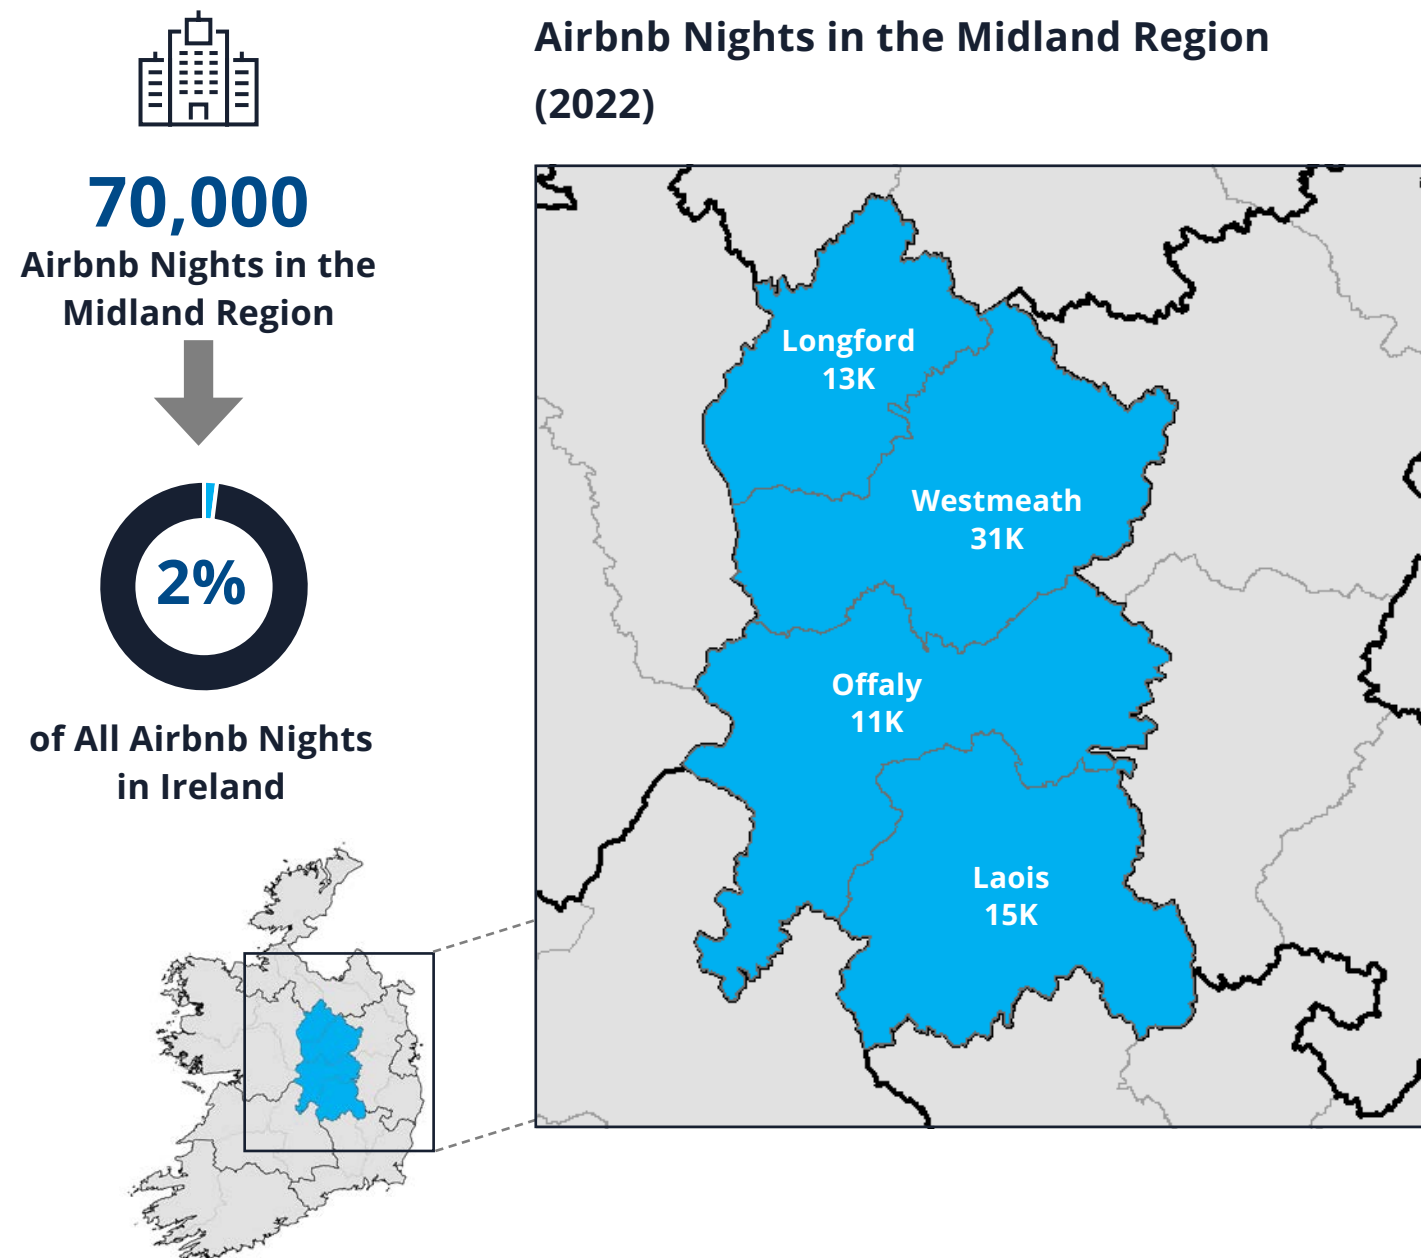 70,000
Airbnb Nights in the
Midland Region
2%
of All Airbnb Nights
in Ireland
Airbnb Nights in the Midland Region
(2022)
Longford
13K
Westmeath
31K
Offaly
11K
Laois
15K